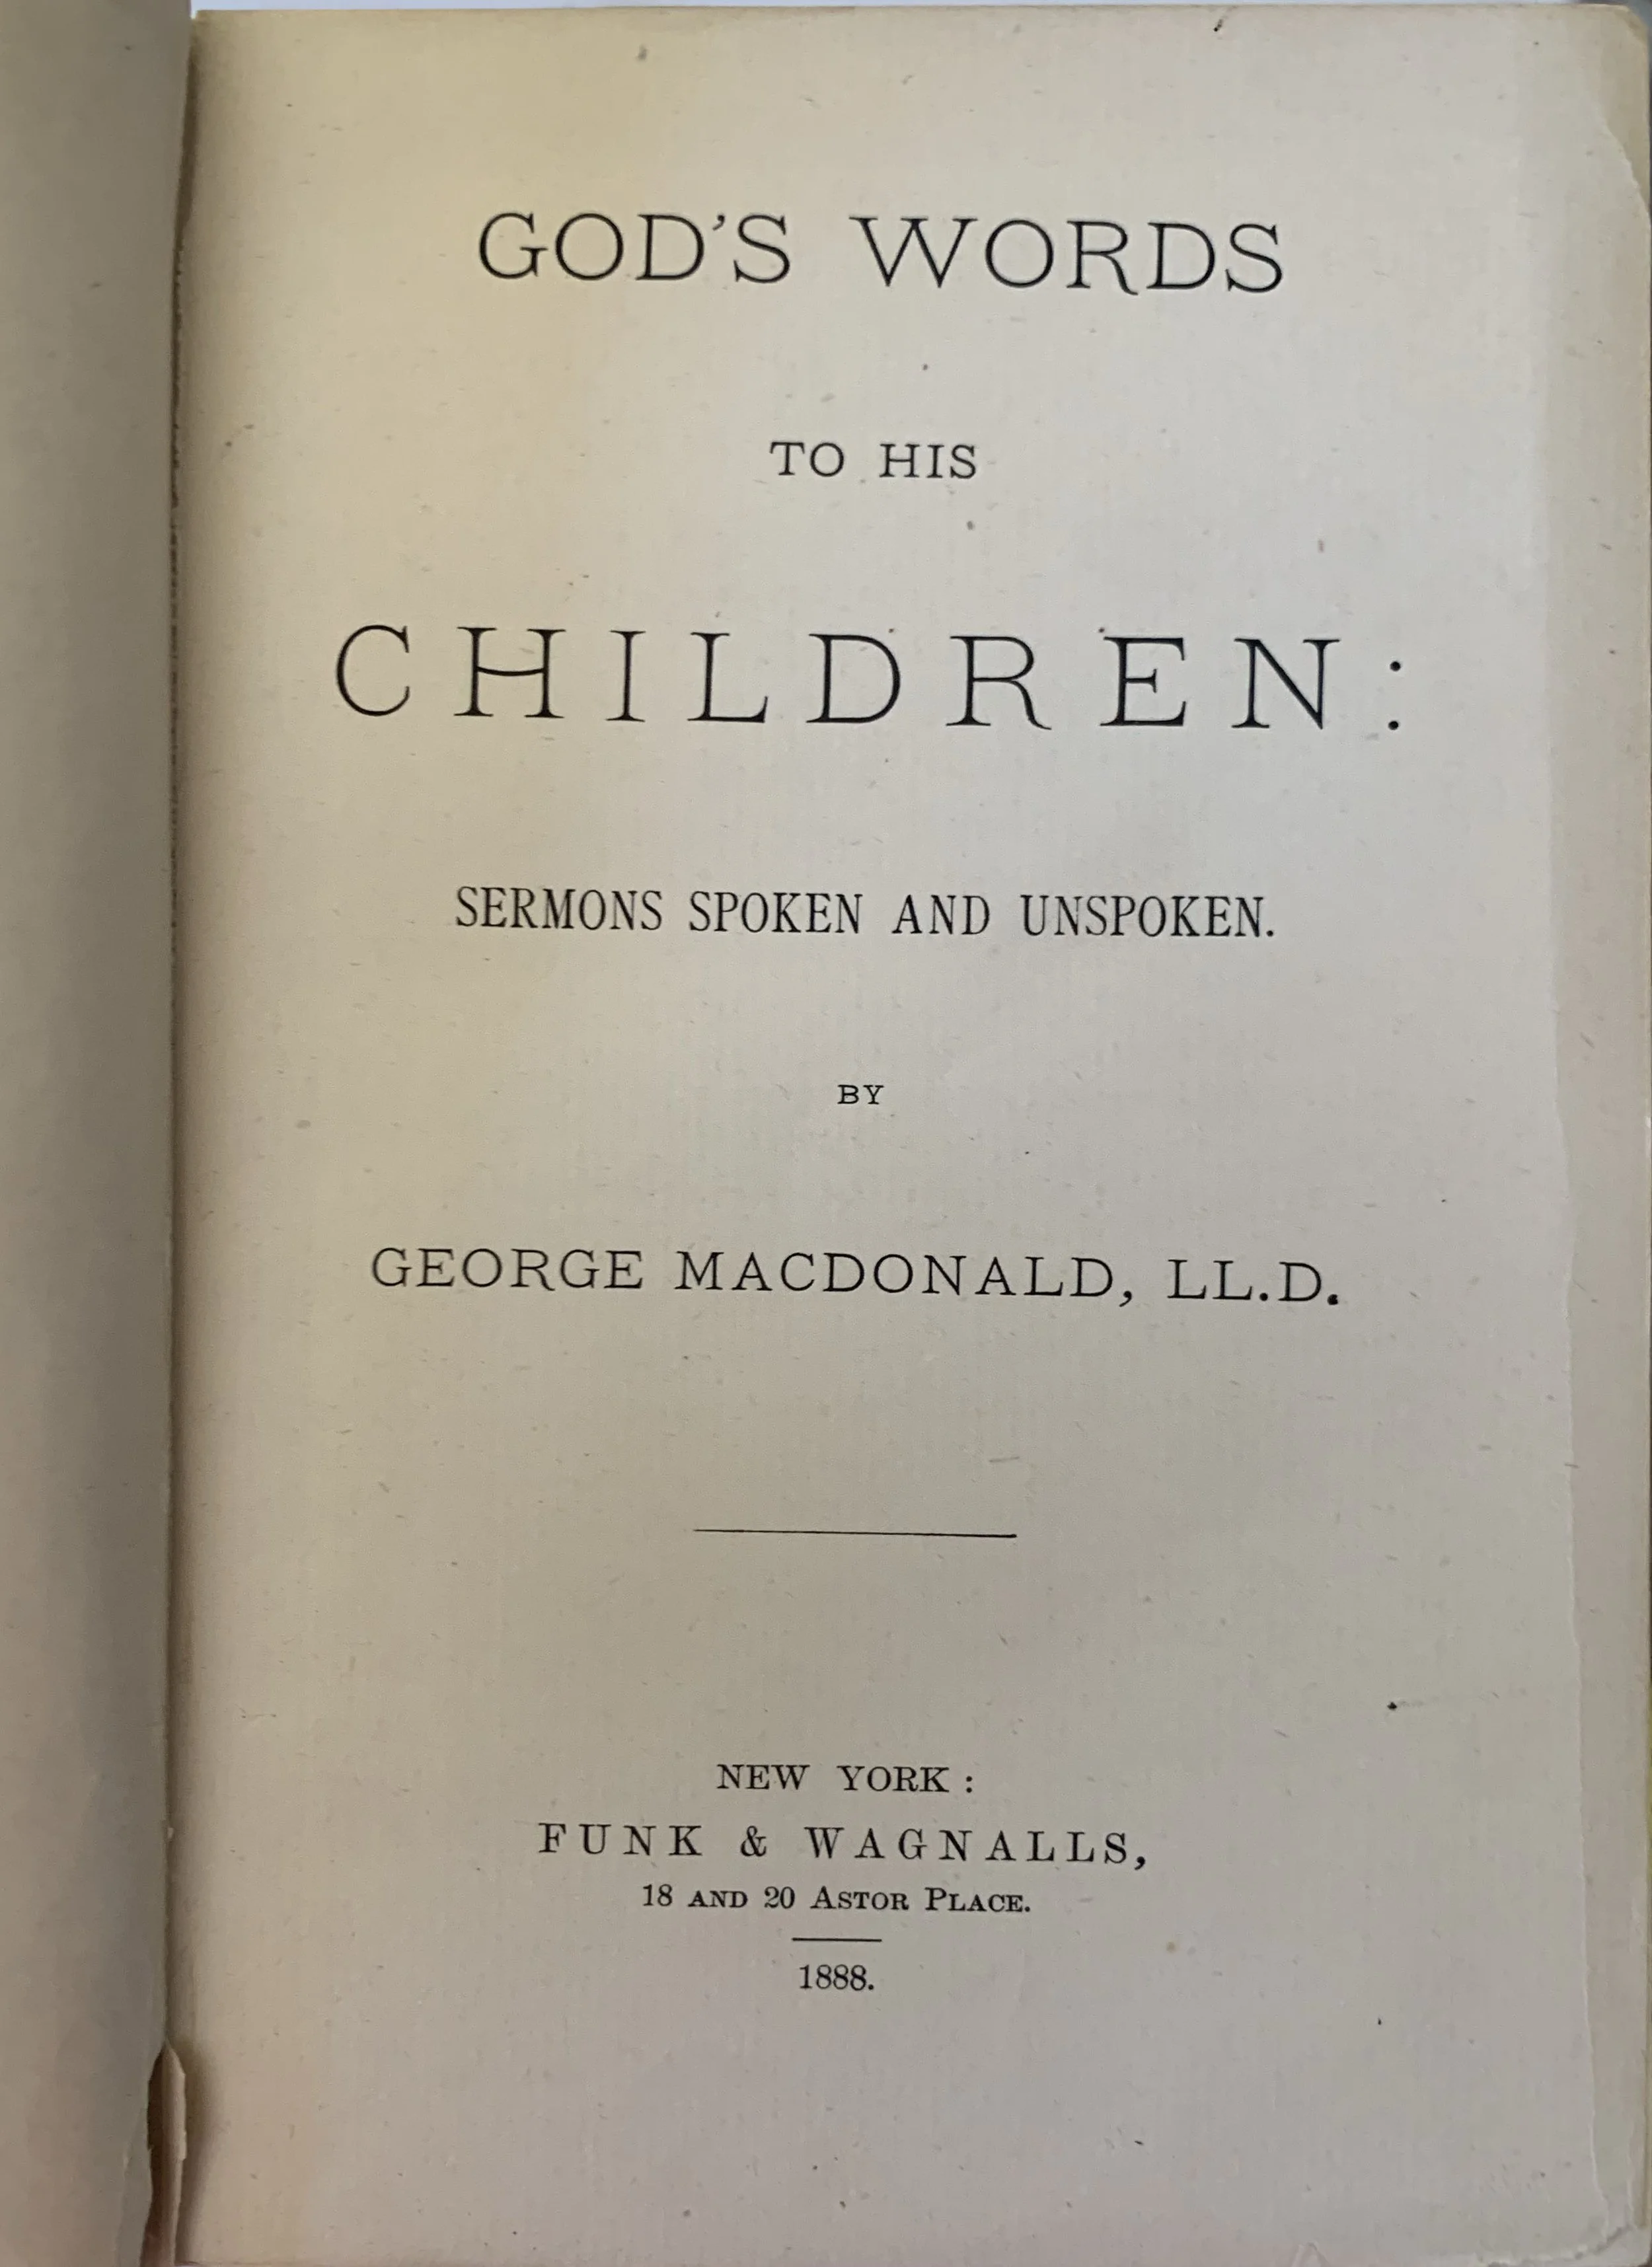 GOD'S WORDS
TO HIS
CHILDREN:
SERMONS SPOKEN AND UNSPOKEN.
BY
GEORGE MACDONALD, LL.D.
NEW YORK:
FUNK & WAGNALLS,
18 AND 20 ASTOR PLACE.
1888.